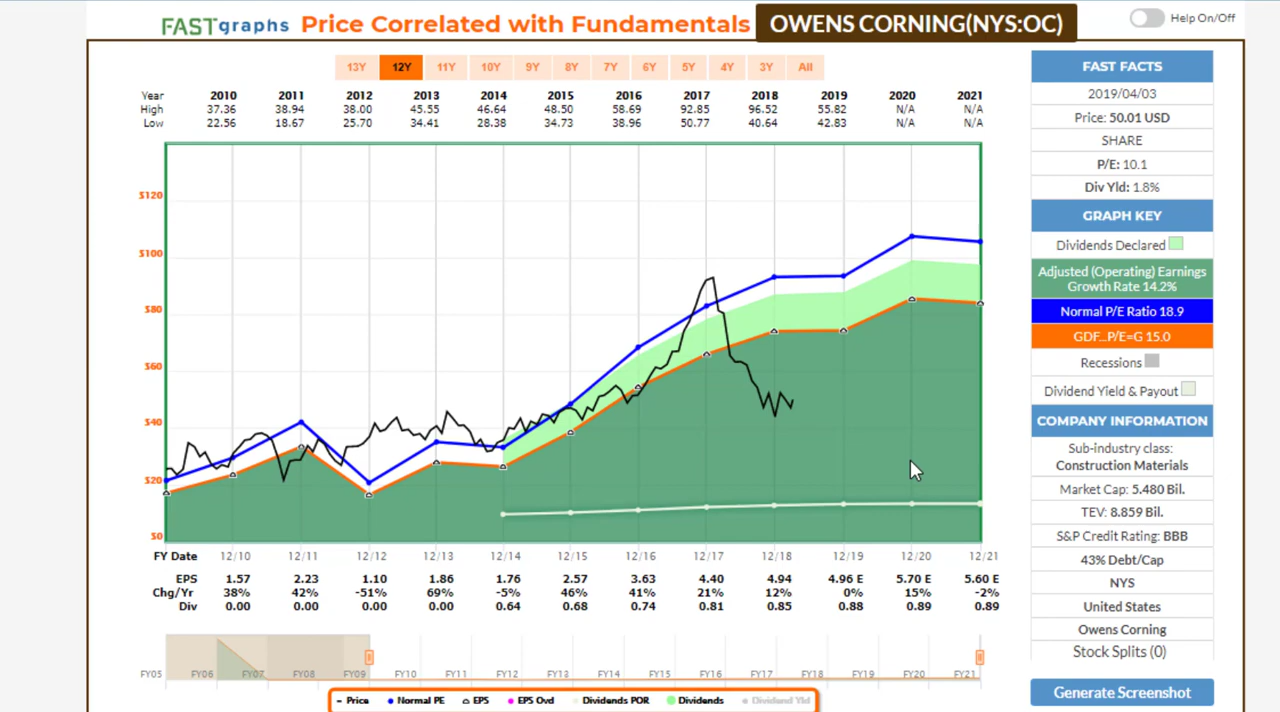 FASTgraphs Price Correlated with Fundamentals OWENS CORNING(NYS:OC) Help On/Off
13Y 12Y 11Y 10Y 9Y 8Y 7Y 6Y 5Y 4Y 3Y All
Year 2010 2011 2012 2013 2014 2015 2016 2017 2018 2019 2020 2021
High 37.36 38.94 38.00 45.55 46.64 48.50 58.69 92.85 96.52 55.82 N/A N/A
Low 22.56 18.67 25.70 34.41 28.38 34.73 38.96 50.77 40.64 42.83 N/A N/A
$120
$100
$80
$60
$40
$20
$0
FY Date 12/10 12/11 12/12 12/13 12/14 12/15 12/16 12/17 12/18 12/19 12/20 12/21
EPS 1.57 2.23 1.10 1.86 1.76 2.57 3.63 4.40 4.94 4.96 E 5.70 E 5.60 E
Chg/Yr 38% 42% -51% 69% -5% 46% 41% 21% 12% 0% 15% -2%
Div 0.00 0.00 0.00 0.00 0.64 0.68 0.74 0.81 0.85 0.88 0.89 0.89
FY05 FY06 FY07 FY08 FY09 FY10 FY11 FY12 FY13 FY14 FY15 FY16 FY17 FY18 FY19 FY20 FY21
Price Normal PE EPS EPS Ovd Dividends POR Dividends Dividend Yld
FAST FACTS
2019/04/03
Price: 50.01 USD
SHARE
P/E: 10.1
Div Yld: 1.8%
GRAPH KEY
Dividends Declared
Adjusted (Operating) Earnings
Growth Rate 14.2%
Normal P/E Ratio 18.9
GDF...P/E=G 15.0
Recessions
Dividend Yield & Payout
COMPANY INFORMATION
Sub-industry class:
Construction Materials
Market Cap: 5.480 Bil.
TEV: 8.859 Bil.
S&P Credit Rating: BBB
43% Debt/Cap
NYS
United States
Owens Corning
Stock Splits (0)
Generate Screenshot